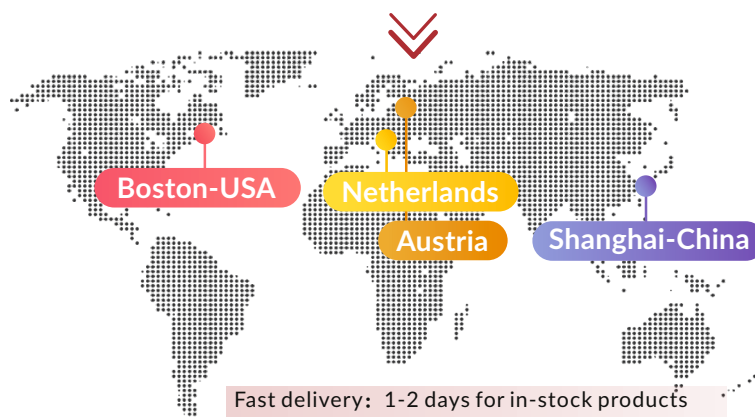 Boston-USA
Netherlands
Austria
Shanghai-China
Fast delivery：1-2 days for in-stock products